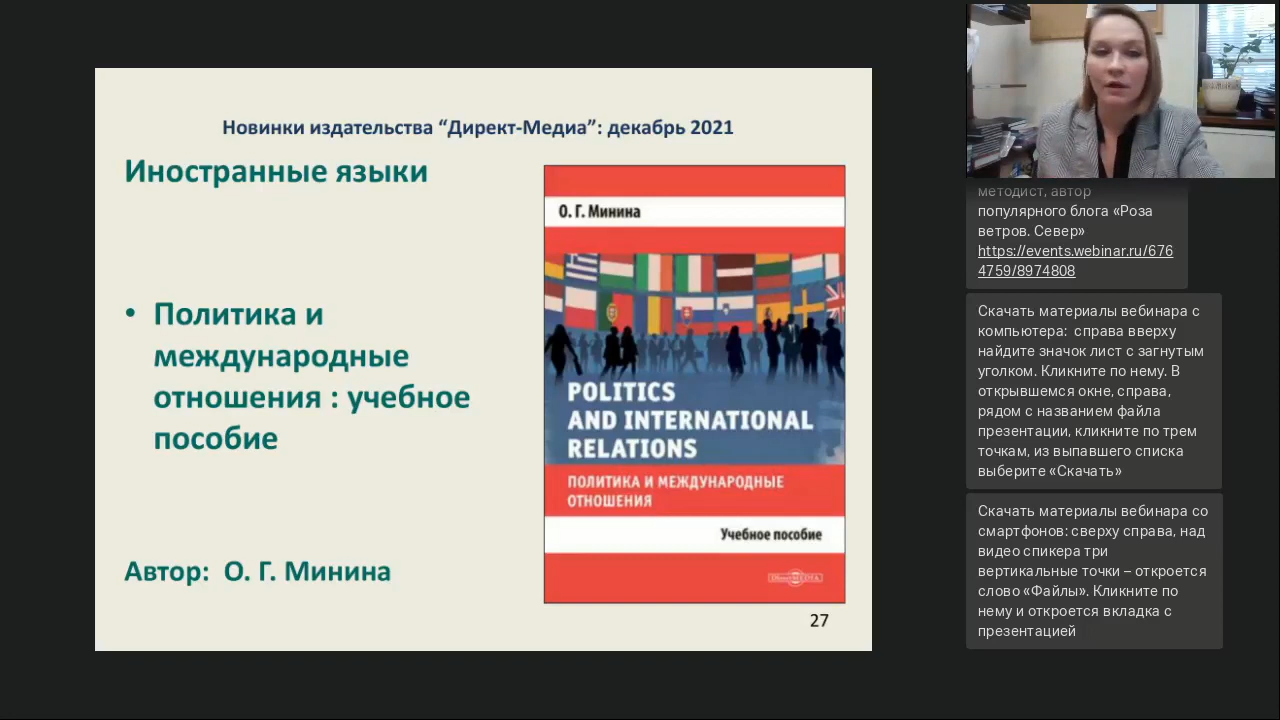 Новинки издательства “Директ-Медиа”: декабрь 2021
Иностранные языки
• Политика и
международные
отношения : учебное
пособие
Автор: О. Г. Минина
О. Г. Минина
POLITICS
AND INTERNATIONAL
RELATIONS
ПОЛИТИКА И МЕЖДУНАРОДНЫЕ
ОТНОШЕНИЯ
Учебное пособие
DirectMEDIA
27
методист, автор
популярного блога «Роза
ветров. Север»
https://events.webinar.ru/676
4759/8974808
Скачать материалы вебинара с
компьютера: справа вверху
найдите значок лист с загнутым
уголком. Кликните по нему. В
открывшемся окне, справа,
рядом с названием файла
презентации, кликните по трем
точкам, из выпавшего списка
выберите «Скачать»
Скачать материалы вебинара со
смартфонов: сверху справа, над
видео спикера три
вертикальные точки – откроется
слово «Файлы». Кликните по
нему и откроется вкладка с
презентацией